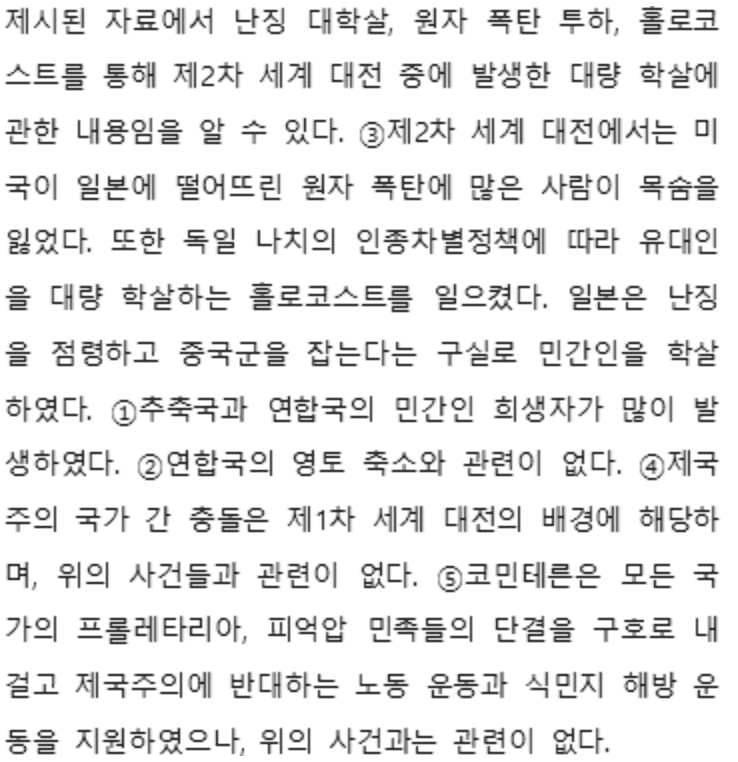 제시된 자료에서 난징 대학살, 원자 폭탄 투하, 홀로코
스트를 통해 제2차 세계 대전 중에 발생한 대량 학살에
관한 내용임을 알 수 있다. ③제2차 세계 대전에서는 미
국이 일본에 떨어뜨린 원자 폭탄에 많은 사람이 목숨을
잃었다. 또한 독일 나치의 인종차별정책에 따라 유대인
을 대량 학살하는 홀로코스트를 일으켰다. 일본은 난징
을 점령하고 중국군을 잡는다는 구실로 민간인을 학살
하였다. ①추축국과 연합국의 민간인 희생자가 많이 발
생하였다. ②연합국의 영토 축소와 관련이 없다. ④제국
주의 국가 간 충돌은 제1차 세계 대전의 배경에 해당하
며, 위의 사건들과 관련이 없다. ⑤코민테른은 모든 국
가의 프롤레타리아, 피억압 민족들의 단결을 구호로 내
걸고 제국주의에 반대하는 노동 운동과 식민지 해방 운
동을 지원하였으나, 위의 사건과는 관련이 없다.